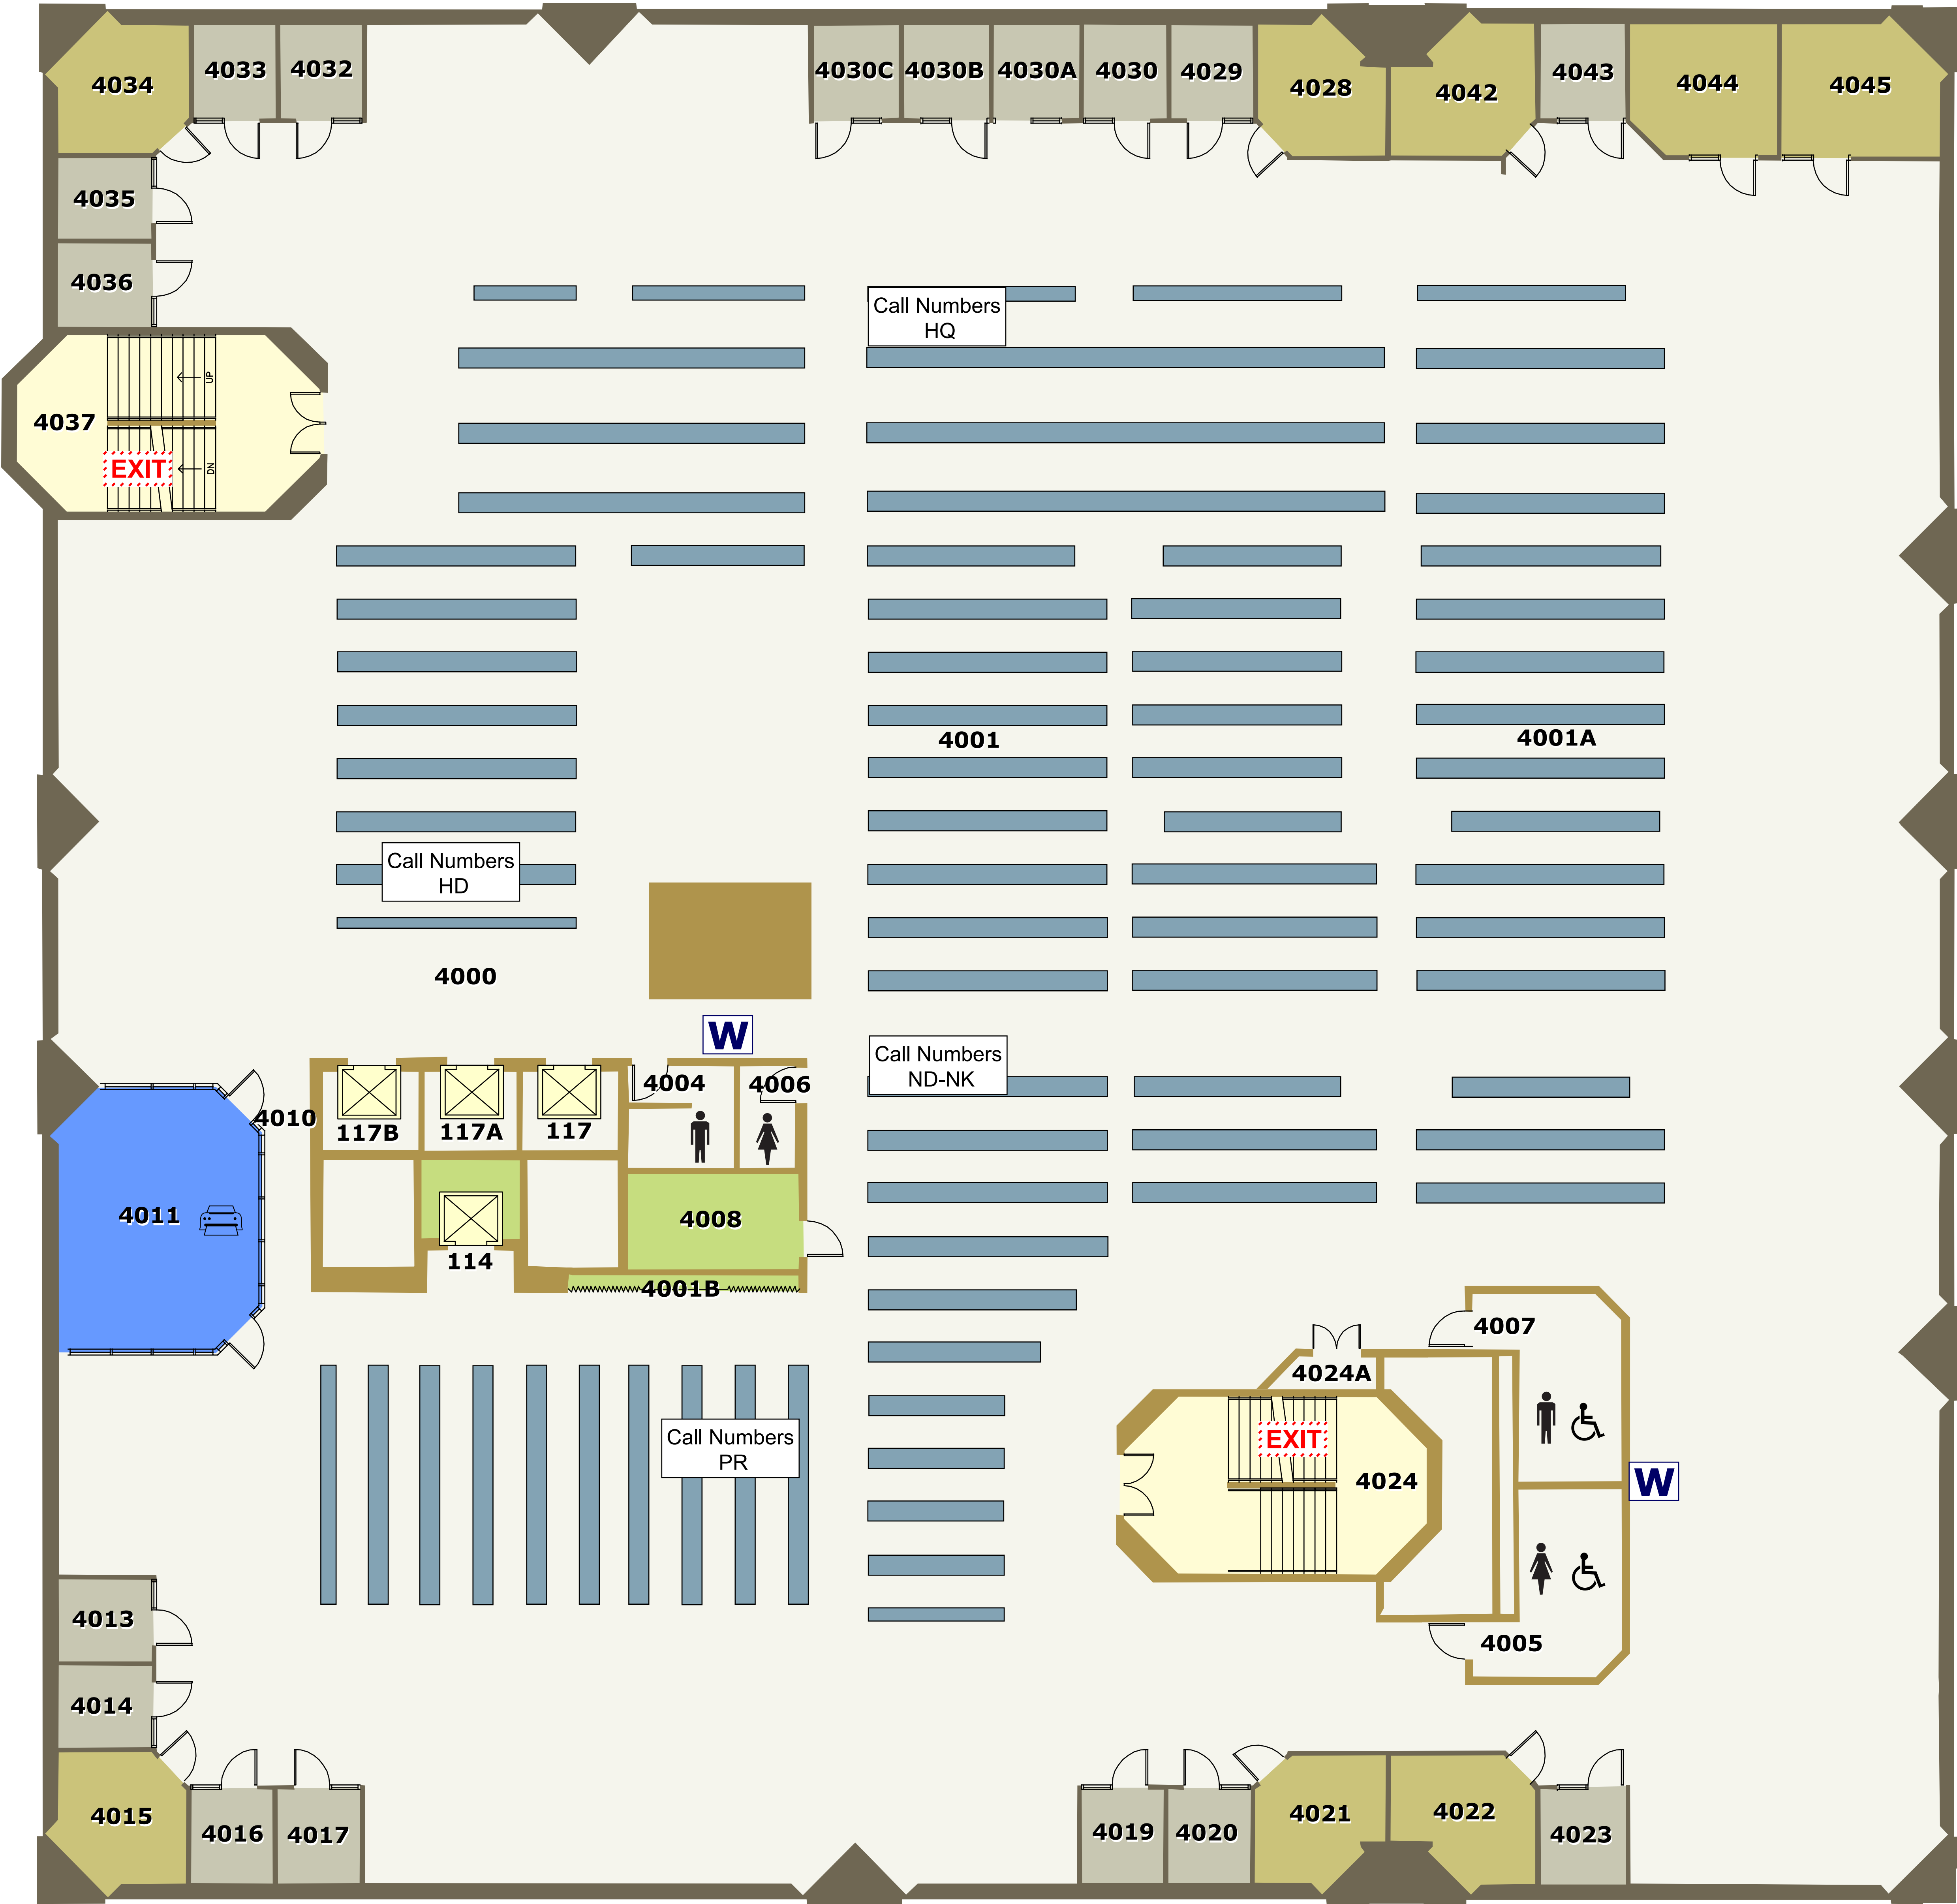 4034
4033
4032
4030C
4030B
4030A
4030
4029
4028
4042
4043
4044
4045
4035
4036
Call Numbers
HQ
UP
4037
EXIT
DN
4001
4001A
Call Numbers
HD
4000
W
Call Numbers
ND-NK
4004
4006
4010
117B
117A
117
4011
4008
114
4001B
4007
4024A
Call Numbers
PR
EXIT
4024
W
4013
4005
4014
4015
4016
4017
4019
4020
4021
4022
4023